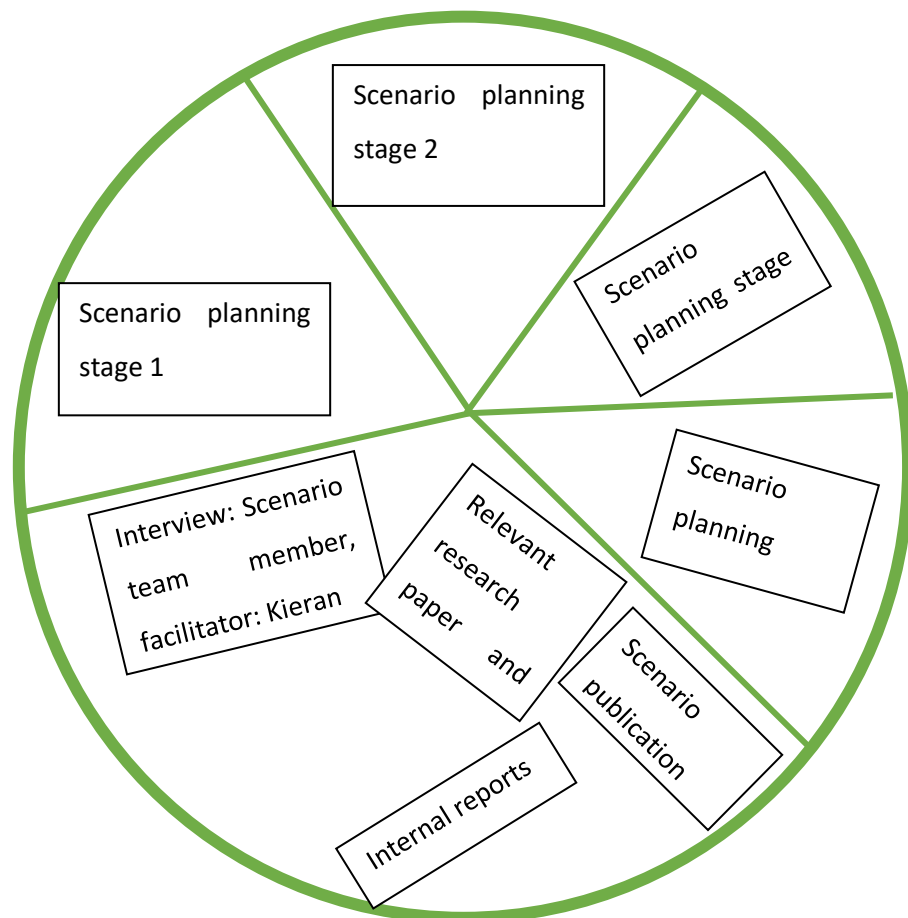 Scenario planning
stage 2
Scenario
planning stage
Scenario planning
stage 1
Scenario
planning
Interview: Scenario
team member,
facilitator: Kieran
Relevant
research
paper and
Scenario
publication
Internal reports